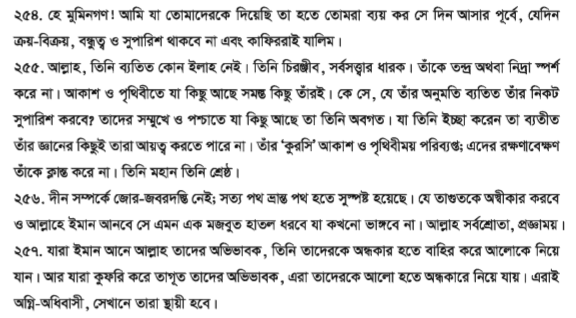 ২৫৪. হে মুমিনগণ! আমি যা তোমাদেরকে দিয়েছি তা হতে তোমরা ব্যয় কর সে দিন আসার পূর্বে, যেদিন
ক্রয়-বিক্রয়, বন্ধুত্ব ও সুপারিশ থাকবে না এবং কাফিররাই যালিম।
২৫৫. আল্লাহ, তিনি ব্যতিত কোন ইলাহ নেই। তিনি চিরঞ্জীব, সর্বসত্ত্বার ধারক। তাঁকে তন্দ্র অথবা নিদ্রা স্পর্শ
করে না। আকাশ ও পৃথিবীতে যা কিছু আছে সমস্ত কিছু তাঁরই। কে সে, যে তাঁর অনুমতি ব্যতিত তাঁর নিকট
সুপারিশ করবে? তাদের সম্মুখে ও পশ্চাতে যা কিছু আছে তা তিনি অবগত। যা তিনি ইচ্ছা করেন তা ব্যতীত
তাঁর জ্ঞানের কিছুই তারা আয়ত্ব করতে পারে না। তাঁর ‘কুরসি’ আকাশ ও পৃথিবীময় পরিব্যপ্ত; এদের রক্ষণাবেক্ষণ
তাঁকে ক্লান্ত করে না। তিনি মহান তিনি শ্রেষ্ঠ।
২৫৬. দীন সম্পর্কে জোর-জবরদস্তি নেই; সত্য পথ ভ্রান্ত পথ হতে সুস্পষ্ট হয়েছে। যে তাগুতকে অস্বীকার করবে
ও আল্লাহে ইমান আনবে সে এমন এক মজবুত হাতল ধরবে যা কখনো ভাঙ্গবে না। আল্লাহ সর্বশ্রোতা, প্রজ্ঞাময়।
২৫৭. যারা ইমান আনে আল্লাহ তাদের অভিভাবক, তিনি তাদেরকে অন্ধকার হতে বাহির করে আলোকে নিয়ে
যান। আর যারা কুফরি করে তাগূত তাদের অভিভাবক, এরা তাদেরকে আলো হতে অন্ধকারে নিয়ে যায়। এরাই
অগ্নি-অধিবাসী, সেখানে তারা স্থায়ী হবে।